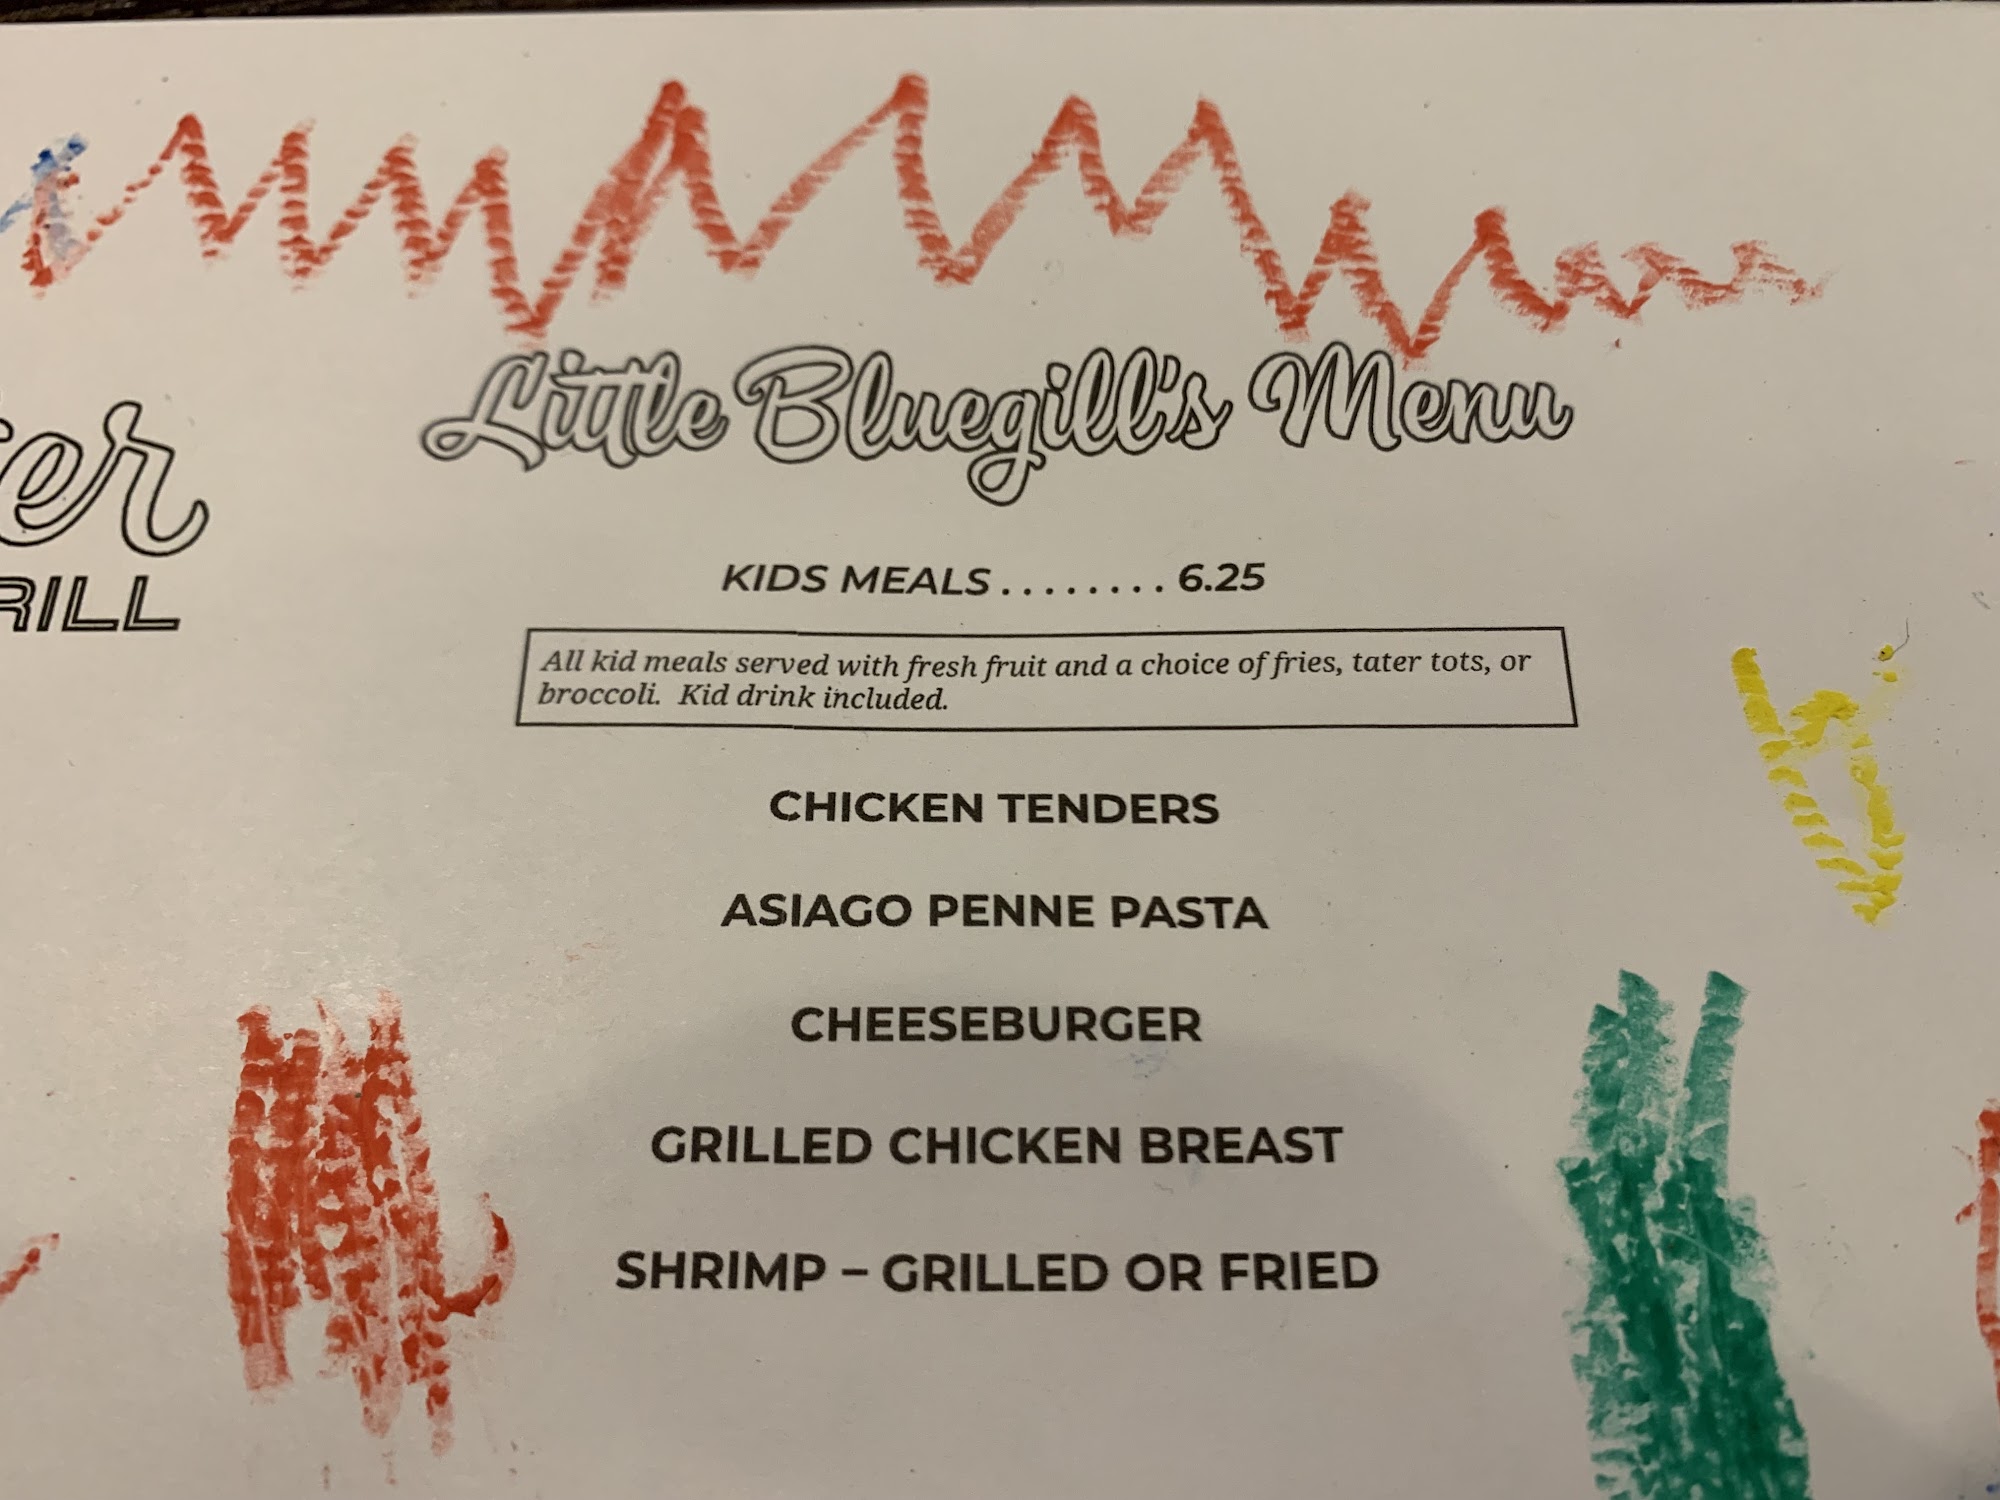 Little Bluegill's Menu
KIDS MEALS........6.25
All kid meals served with fresh fruit and a choice of fries, tater tots, or
broccoli.  Kid drink included.
CHICKEN TENDERS
ASIAGO PENNE PASTA
CHEESEBURGER
GRILLED CHICKEN BREAST
SHRIMP – GRILLED OR FRIED